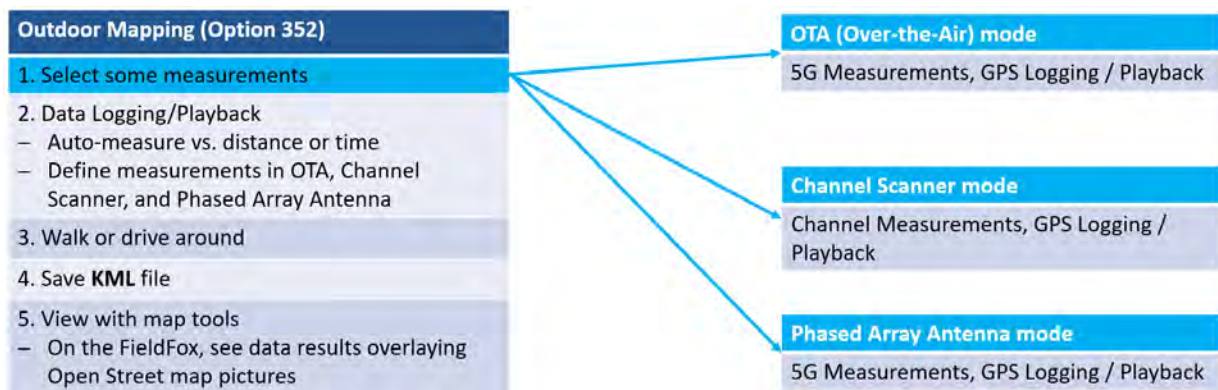 Outdoor Mapping (Option 352)
1. Select some measurements
2. Data Logging/Playback
– Auto-measure vs. distance or time
– Define measurements in OTA, Channel
Scanner, and Phased Array Antenna
3. Walk or drive around
4. Save KML file
5. View with map tools
– On the FieldFox, see data results overlaying
Open Street map pictures
OTA (Over-the-Air) mode
5G Measurements, GPS Logging / Playback
Channel Scanner mode
Channel Measurements, GPS Logging /
Playback
Phased Array Antenna mode
5G Measurements, GPS Logging / Playback